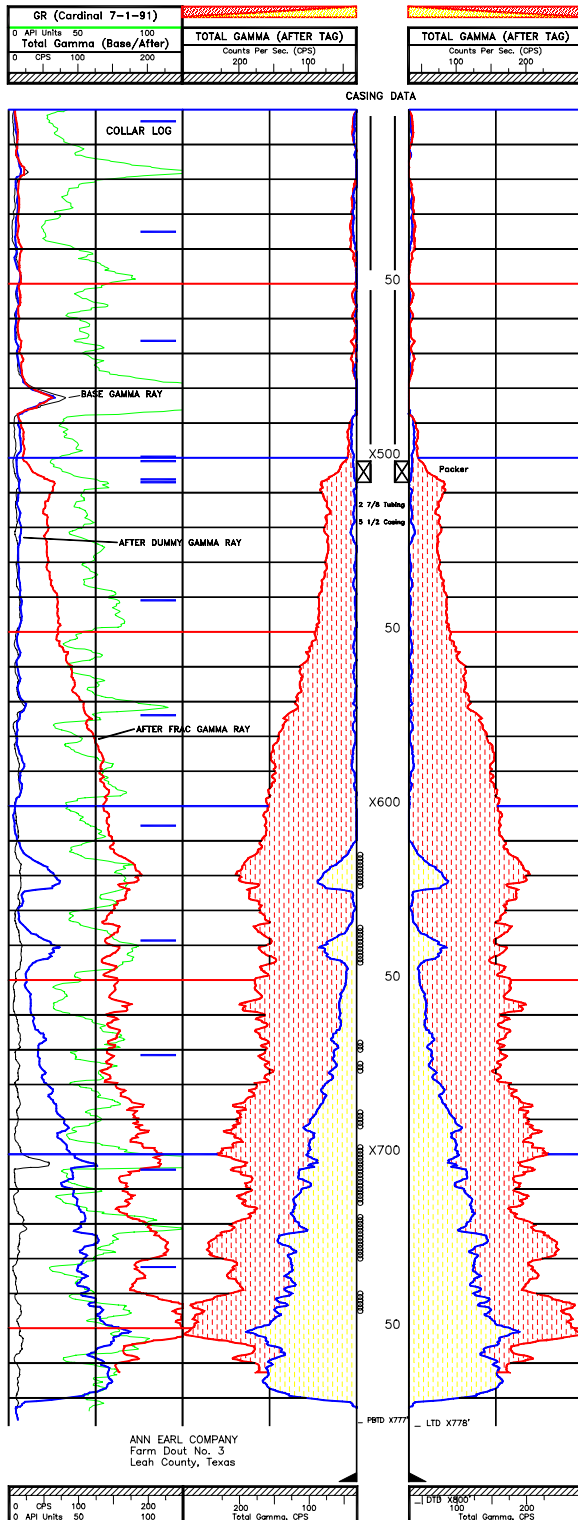 GR (Cardinal 7-1-91)
0 API Units 50 100
Total Gamma (Base/After)
0 CPS 100 200
TOTAL GAMMA (AFTER TAG)
Counts Per Sec. (CPS)
200 100
TOTAL GAMMA (AFTER TAG)
Counts Per Sec. (CPS)
100 200
CASING DATA
COLLAR LOG
50
BASE GAMMA RAY
X500
Packer
2 7/8 Tubing
5 1/2 Casing
AFTER DUMMY GAMMA RAY
50
AFTER FRAC GAMMA RAY
X600
50
X700
50
PBTD X777'
LTD X778'
ANN EARL COMPANY
Farm Dout No. 3
Leah County, Texas
DTD X800'
0 CPS 100 200
0 API Units 50 100
200 100
Total Gamma, CPS
100 200
Total Gamma, CPS